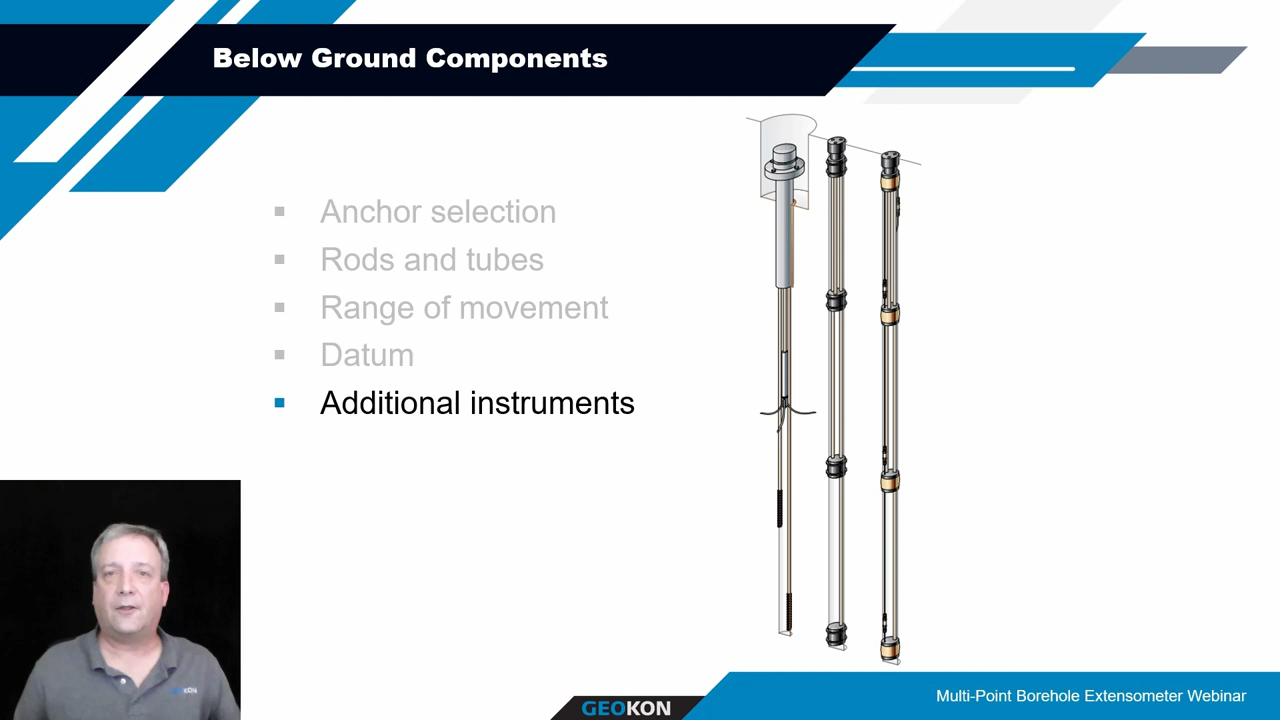 Below Ground Components
Anchor selection
Rods and tubes
Range of movement
Datum
Additional instruments
GEOKON
GEOKON
Multi-Point Borehole Extensometer Webinar